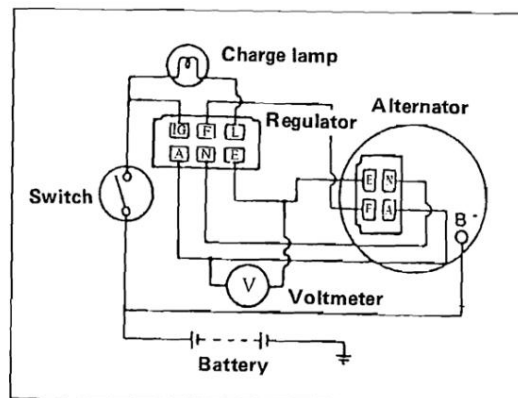 Charge lamp
Alternator
IG F L
Regulator
A N E
E N
Switch
F A
B
V
Voltmeter
Battery